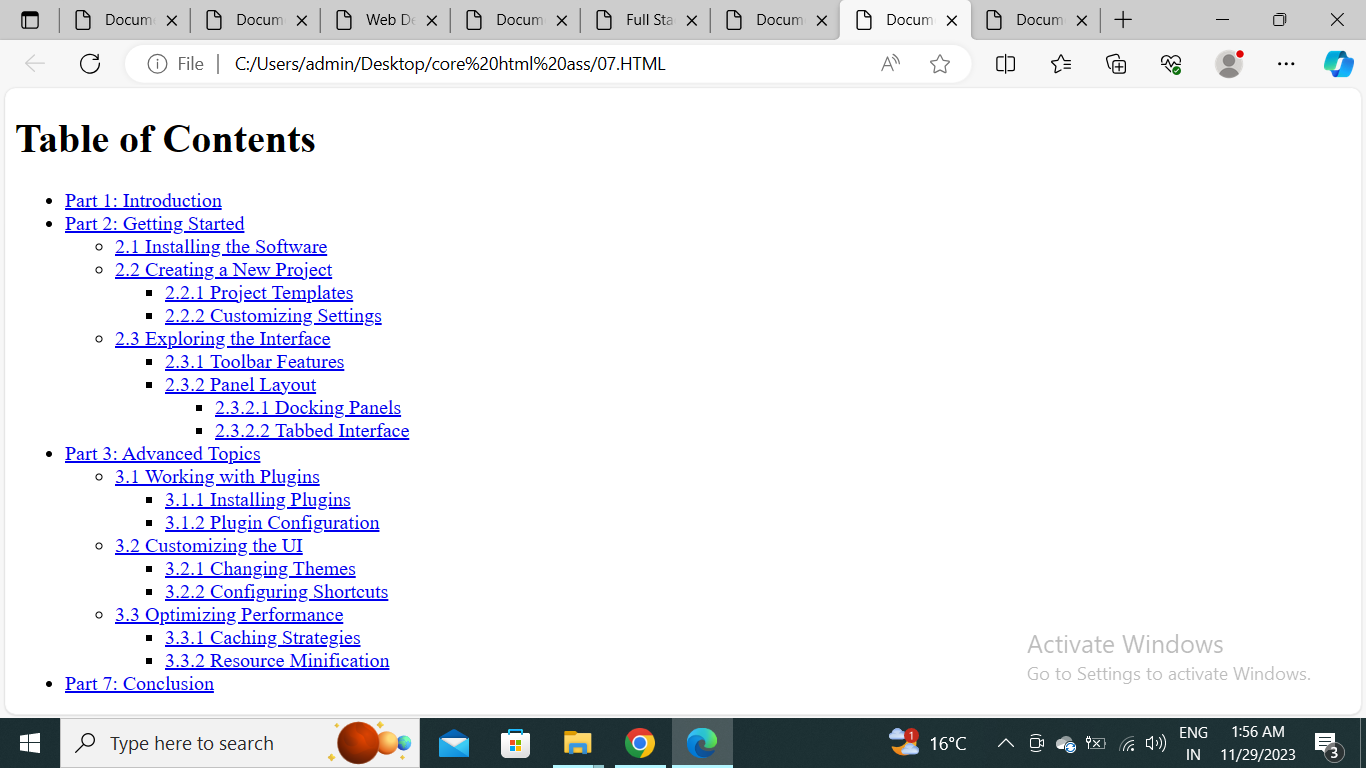 Docum
Docum
Web De
Docum
Full Sta
Docum
Docum
Docum
File
C:/Users/admin/Desktop/core%20html%20ass/07.HTML
Table of Contents
Part 1: Introduction
Part 2: Getting Started
2.1 Installing the Software
2.2 Creating a New Project
2.2.1 Project Templates
2.2.2 Customizing Settings
2.3 Exploring the Interface
2.3.1 Toolbar Features
2.3.2 Panel Layout
2.3.2.1 Docking Panels
2.3.2.2 Tabbed Interface
Part 3: Advanced Topics
3.1 Working with Plugins
3.1.1 Installing Plugins
3.1.2 Plugin Configuration
3.2 Customizing the UI
3.2.1 Changing Themes
3.2.2 Configuring Shortcuts
3.3 Optimizing Performance
3.3.1 Caching Strategies
3.3.2 Resource Minification
Part 7: Conclusion
Activate Windows
Go to Settings to activate Windows.
Type here to search
1
16°C
ENG
IN
1:56 AM
11/29/2023
3